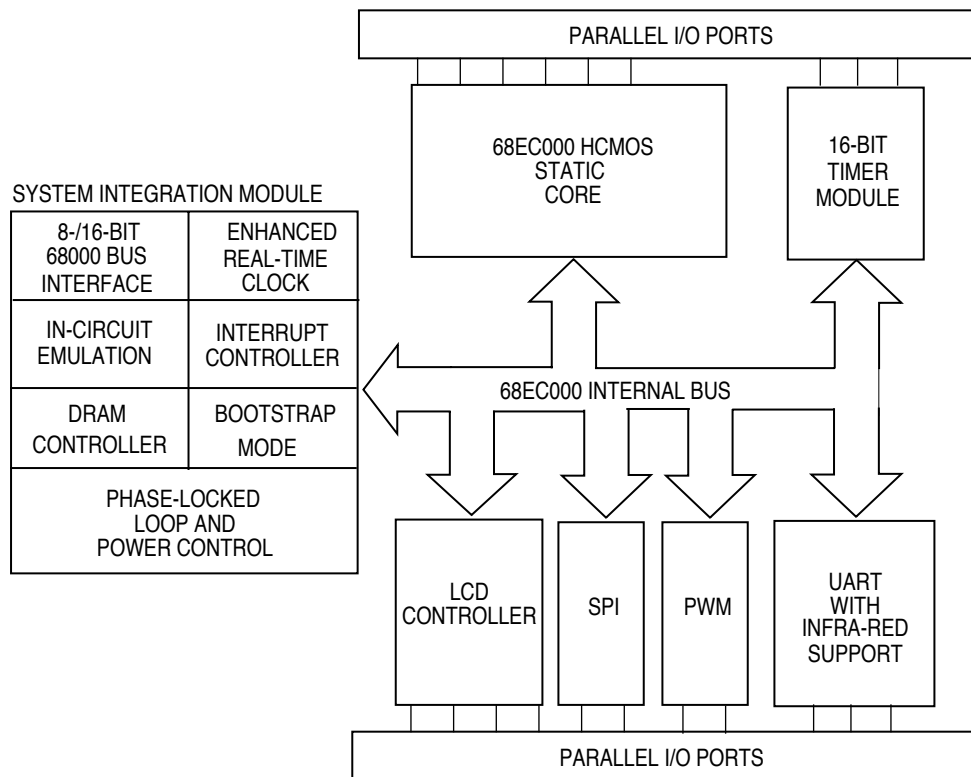 PARALLEL I/O PORTS
68EC000 HCMOS
STATIC
CORE
16-BIT
TIMER
MODULE
SYSTEM INTEGRATION MODULE
8-/16-BIT
68000 BUS
INTERFACE
ENHANCED
REAL-TIME
CLOCK
IN-CIRCUIT
EMULATION
INTERRUPT
CONTROLLER
DRAM
CONTROLLER
BOOTSTRAP
MODE
PHASE-LOCKED
LOOP AND
POWER CONTROL
68EC000 INTERNAL BUS
LCD
CONTROLLER
SPI
PWM
UART
WITH
INFRA-RED
SUPPORT
PARALLEL I/O PORTS